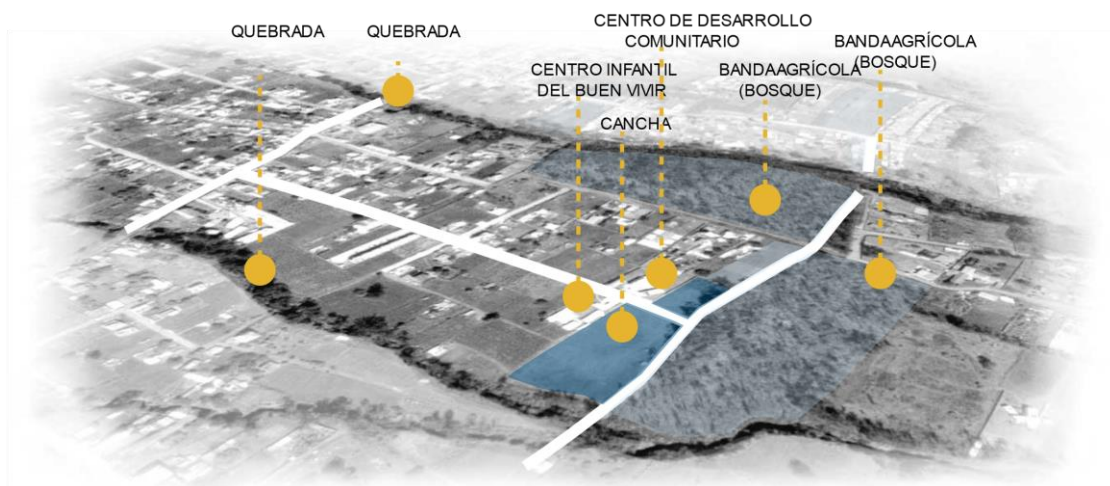 QUEBRADA
QUEBRADA
CENTRO DE DESARROLLO
COMUNITARIO
CENTRO INFANTIL
DEL BUEN VIVIR
CANCHA
BANDAAGRÍCOLA
(BOSQUE)
BANDAAGRÍCOLA
(BOSQUE)